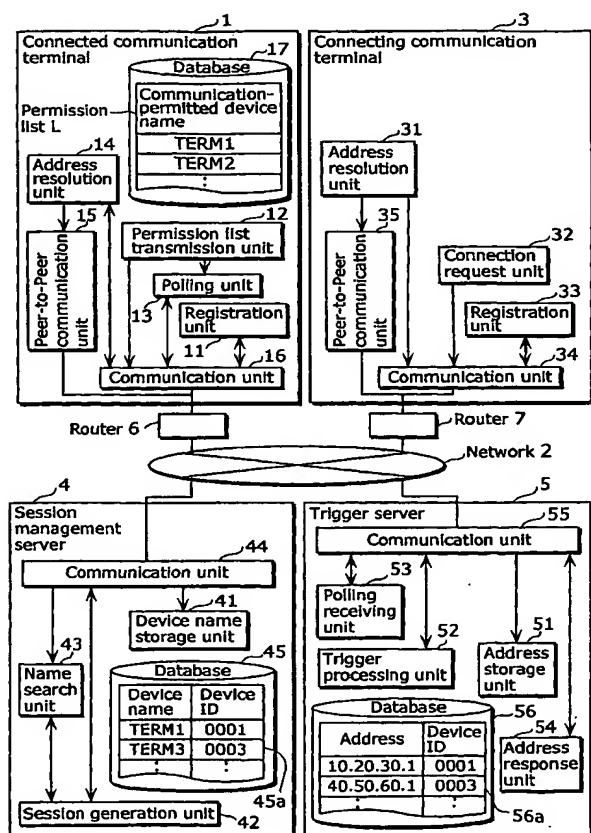 1
Connected communication
terminal
17
Database
Permission
list L
Communication-
permitted device
name
TERM1
TERM2
14
Address
resolution
unit
15
Peer-to-Peer
communication
unit
12
Permission list
transmission unit
Polling unit
13
Registration
unit
11
16
Communication unit
3
Connecting communication
terminal
31
Address
resolution
unit
35
Peer-to-Peer
communication
unit
32
Connection
request unit
33
Registration
unit
34
Communication unit
Router 6
Router 7
Network 2
4
Session
management
server
44
Communication unit
41
Device name
storage unit
43
Name
search
unit
45
Database
Device
name
Device
ID
TERM1
0001
TERM3
0003
45a
Session generation unit
42
5
Trigger server
55
Communication unit
53
Polling
receiving
unit
52
Trigger
processing unit
51
Address
storage
unit
56
Database
Address
Device
ID
10.20.30.1
0001
40.50.60.1
0003
56a
54
Address
response
unit